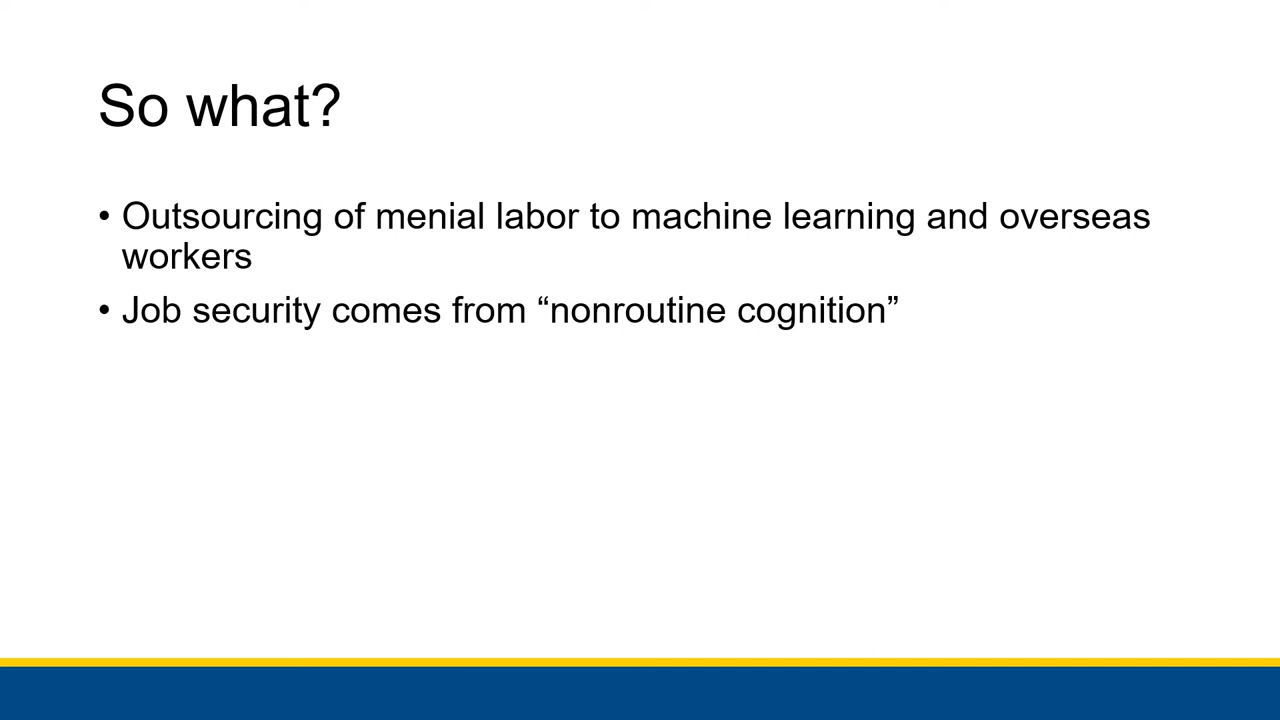 So what?
• Outsourcing of menial labor to machine learning and overseas
workers
• Job security comes from “nonroutine cognition”